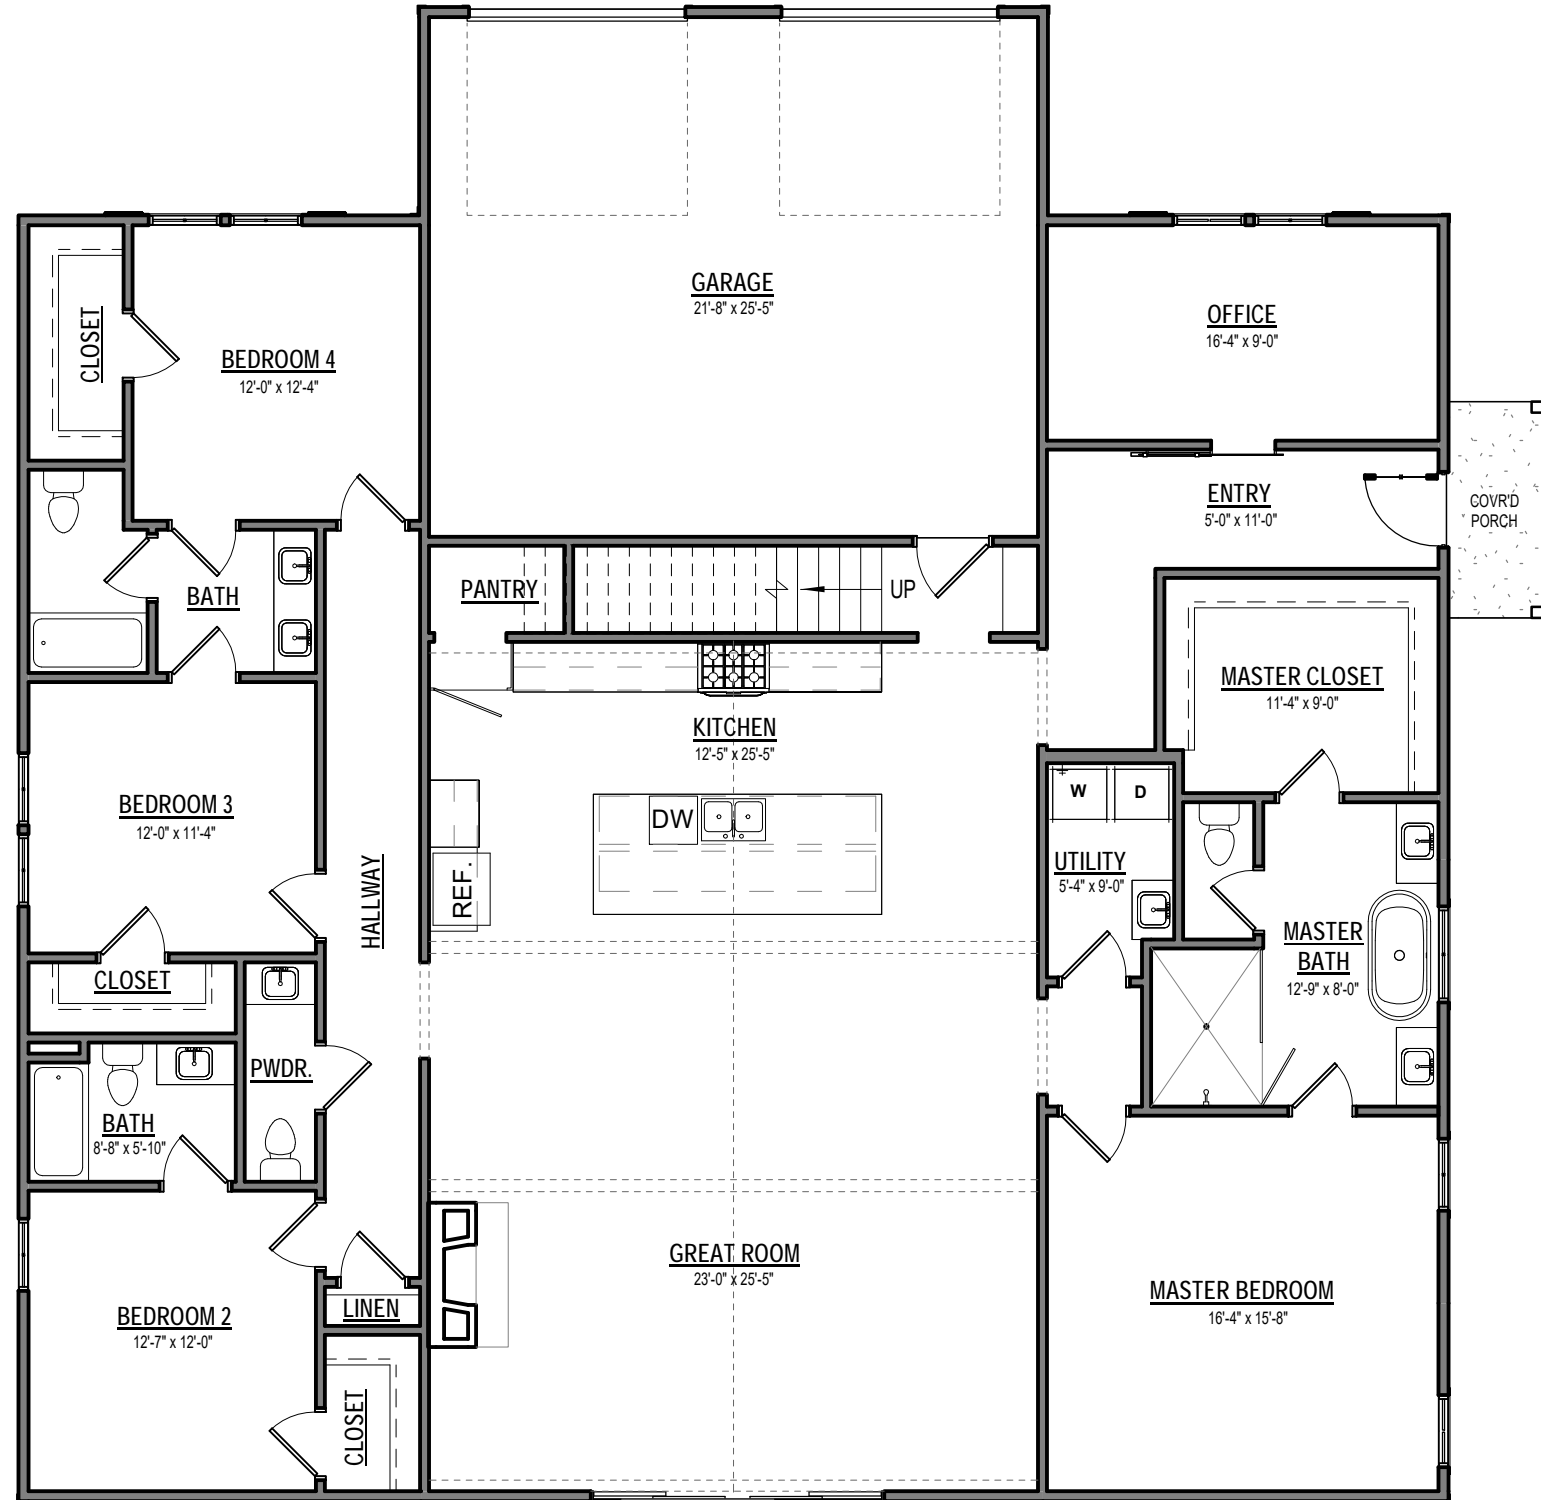 GARAGE
21'-8" x 25'-5"
OFFICE
16'-4" x 9'-0"
CLOSET
BEDROOM 4
12'-0" x 12'-4"
ENTRY
5'-0" x 11'-0"
COVR'D
PORCH
PANTRY
UP
BATH
MASTER CLOSET
11'-4" x 9'-0"
KITCHEN
12'-5" x 25'-5"
BEDROOM 3
12'-0" x 11'-4"
DW
W
D
UTILITY
5'-4" x 9'-0"
REF.
HALLWAY
MASTER
BATH
12'-9" x 8'-0"
CLOSET
PWDR.
BATH
8'-8" x 5'-10"
GREAT ROOM
23'-0" x 25'-5"
MASTER BEDROOM
16'-4" x 15'-8"
LINEN
BEDROOM 2
12'-7" x 12'-0"
CLOSET